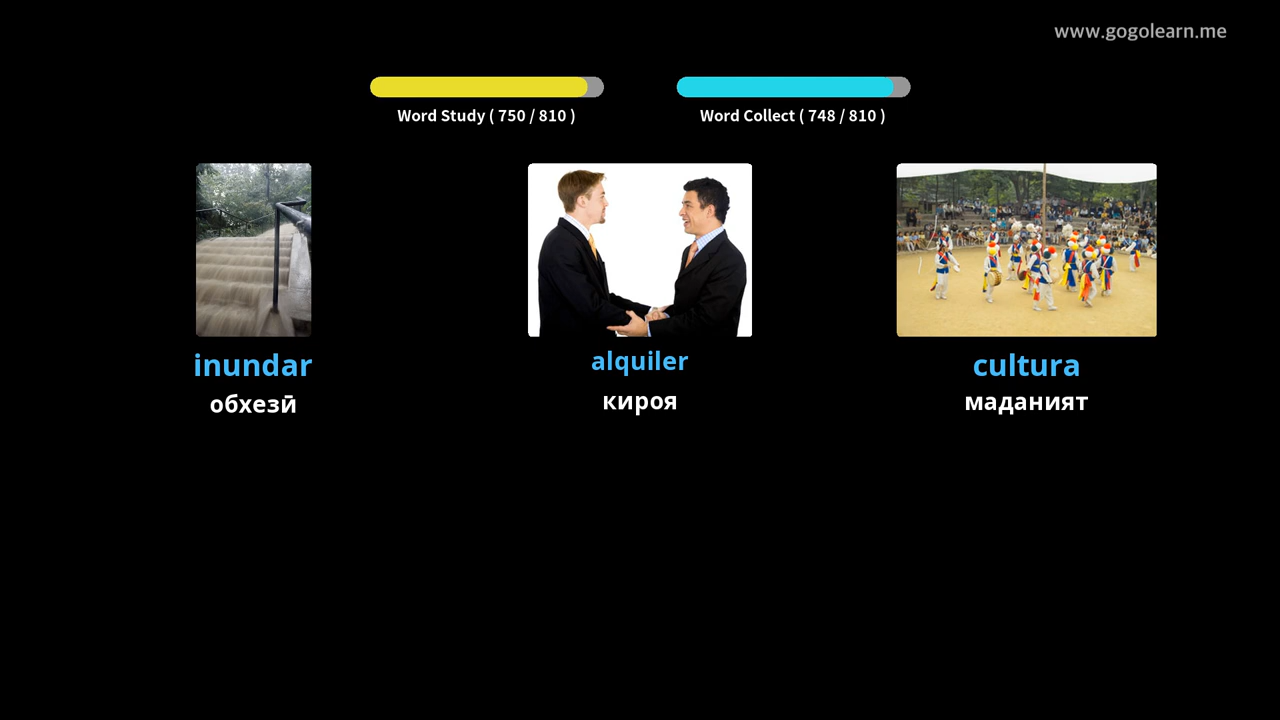 www.gogolearn.me
Word Study ( 750 / 810 )
Word Collect ( 748 / 810 )
inundar
обхезӣ
alquiler
кироя
cultura
маданият